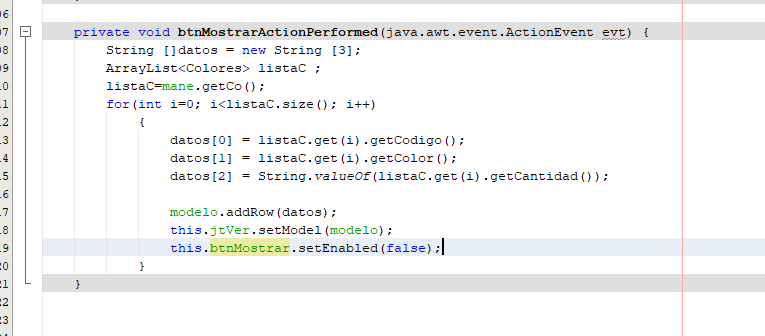 06
07 private void btnMostrarActionPerformed(java.awt.event.ActionEvent evt) {
08 String []datos = new String [3];
09 ArrayList<Colores> listaC ;
10 listaC=mane.getCo();
11 for(int i=0; i<listaC.size(); i++)
12 {
13 datos[0] = listaC.get(i).getCodigo();
14 datos[1] = listaC.get(i).getColor();
15 datos[2] = String.valueOf(listaC.get(i).getCantidad());
16
17 modelo.addRow(datos);
18 this.jtVer.setModel(modelo);
19 this.btnMostrar.setEnabled(false);
20 }
21 }
22
23